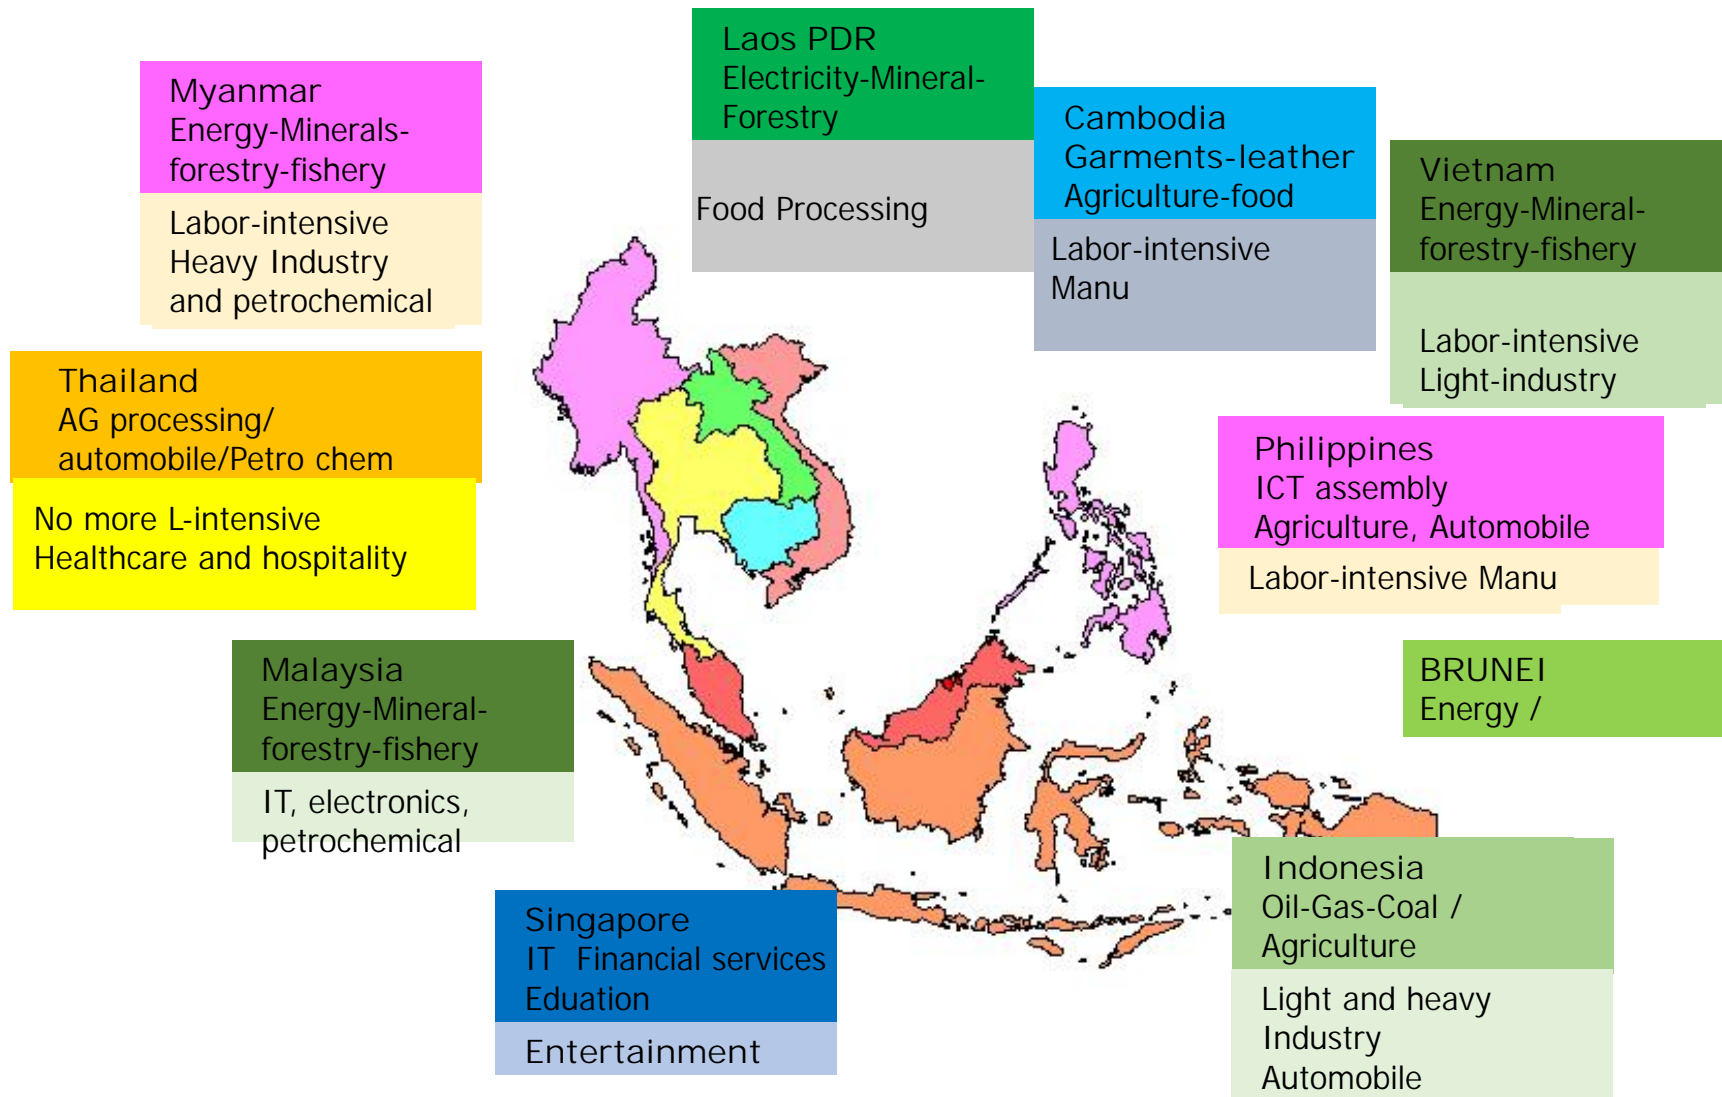 Laos PDR
Electricity-Mineral-
Forestry
Food Processing
Myanmar
Energy-Minerals-
forestry-fishery
Labor-intensive
Heavy Industry
and petrochemical
Cambodia
Garments-leather
Agriculture-food
Labor-intensive
Manu
Vietnam
Energy-Mineral-
forestry-fishery
Labor-intensive
Light-industry
Thailand
AG processing/
automobile/Petro chem
No more L-intensive
Healthcare and hospitality
Philippines
ICT assembly
Agriculture, Automobile
Labor-intensive Manu
Malaysia
Energy-Mineral-
forestry-fishery
IT, electronics,
petrochemical
BRUNEI
Energy /
Singapore
IT  Financial services
Eduation
Entertainment
Indonesia
Oil-Gas-Coal /
Agriculture
Light and heavy
Industry
Automobile